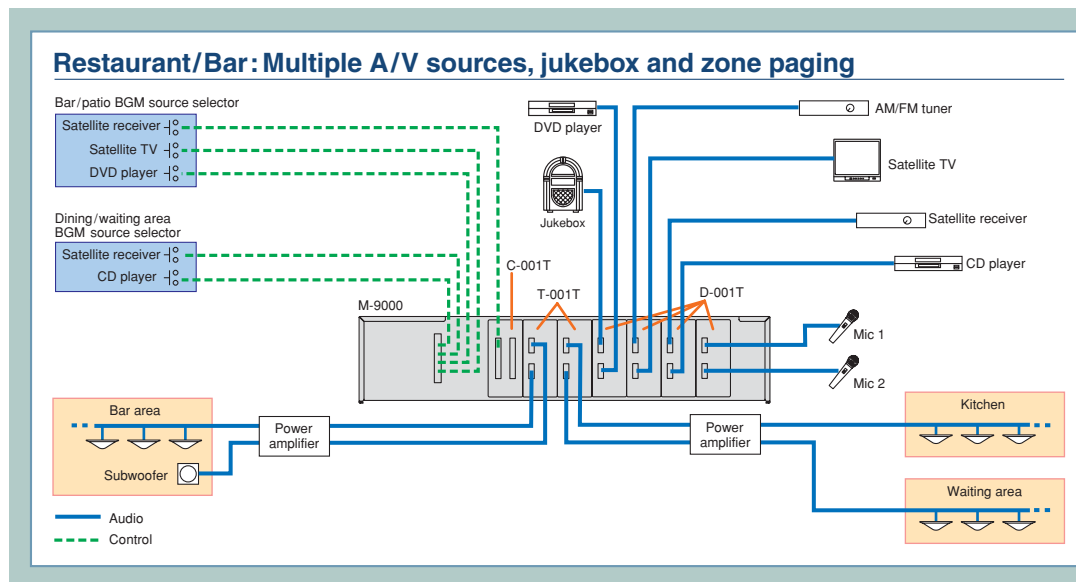 Restaurant/Bar: Multiple A/V sources, jukebox and zone paging
Bar/patio BGM source selector
Satellite receiver
Satellite TV
DVD player
Dining/waiting area
BGM source selector
Satellite receiver
CD player
DVD player
Jukebox
AM/FM tuner
Satellite TV
Satellite receiver
CD player
C-001T
T-001T
D-001T
M-9000
Mic 1
Mic 2
Bar area
Subwoofer
Power
amplifier
Power
amplifier
Kitchen
Waiting area
Audio
Control